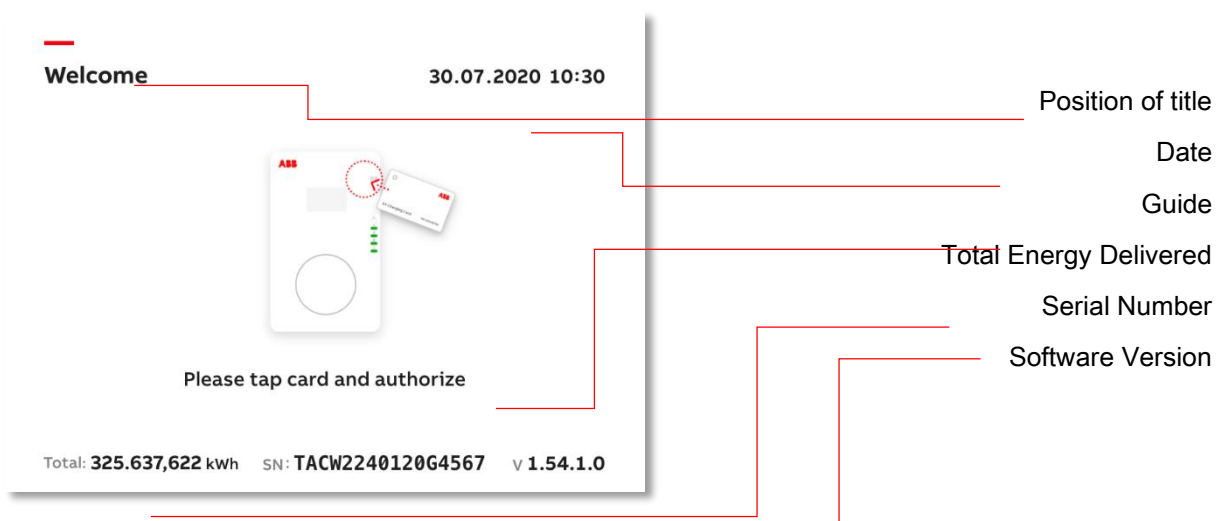 Welcome
30.07.2020 10:30
Position of title
Date
ABB
ABB
Guide
Total Energy Delivered
Serial Number
Software Version
Please tap card and authorize
Total: 325.637,622 kWh SN: TACW2240120G4567 V 1.54.1.0